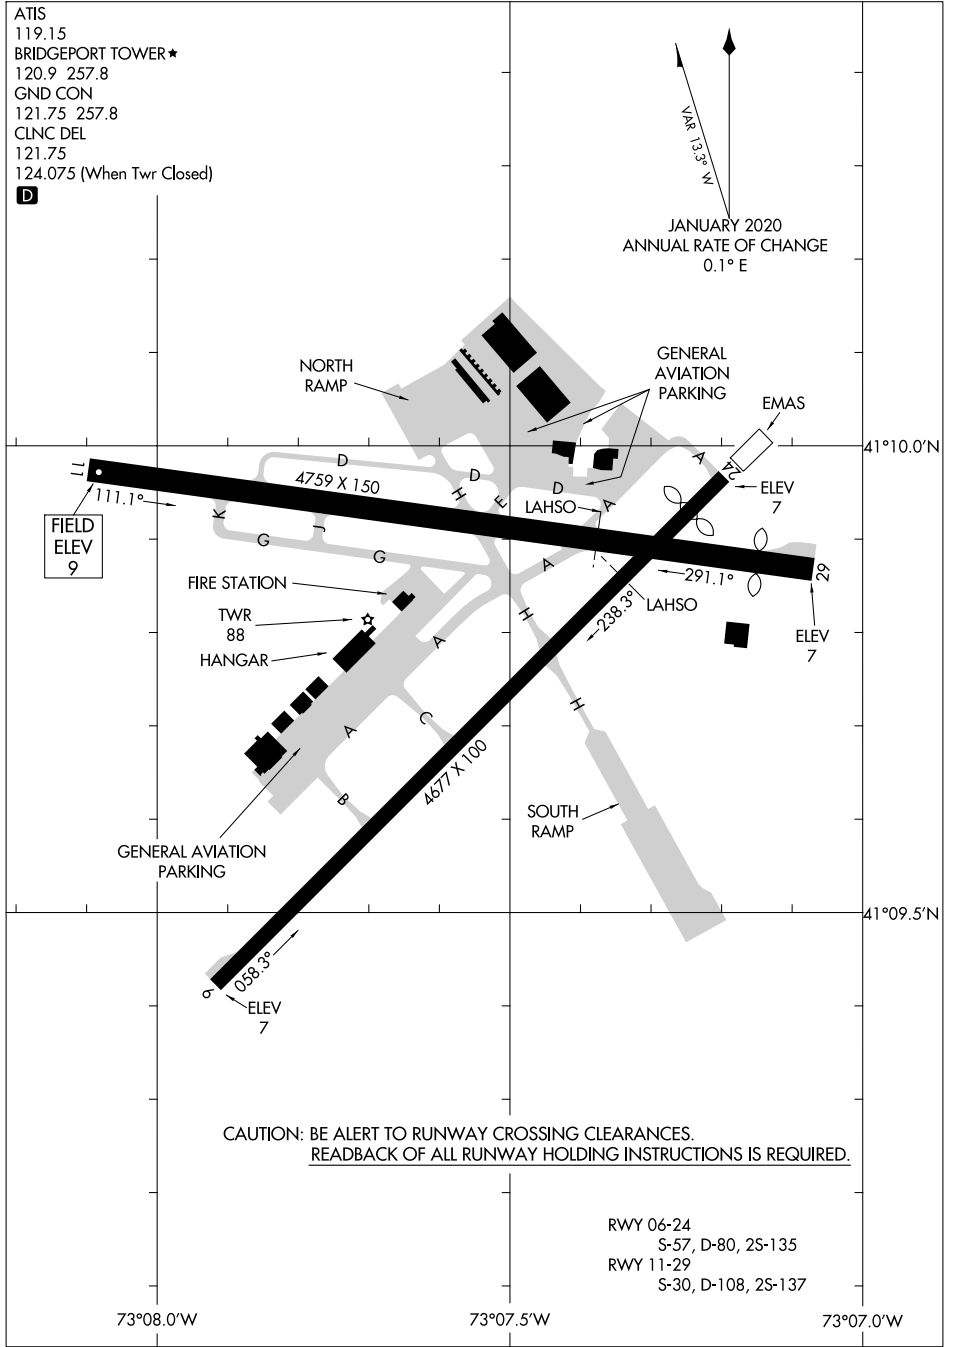 ATIS
119.15
BRIDGEPORT TOWER★
120.9 257.8
GND CON
121.75 257.8
CLNC DEL
121.75
124.075 (When Twr Closed)
D
VAR 13.3° W
JANUARY 2020
ANNUAL RATE OF CHANGE
0.1° E
NORTH
RAMP
GENERAL
AVIATION
PARKING
EMAS
41°10.0'N
11
111.1°
FIELD
ELEV
9
D
4759 X 150
D
H
E
D
LAHSO
A
A
24
ELEV
7
K
J
G
G
A
291.1°
29
FIRE STATION
TWR
88
HANGAR
H
238.3°
LAHSO
ELEV
7
A
H
C
A
4677 X 100
B
SOUTH
RAMP
GENERAL AVIATION
PARKING
41°09.5'N
058.3°
6
ELEV
7
CAUTION: BE ALERT TO RUNWAY CROSSING CLEARANCES.
READBACK OF ALL RUNWAY HOLDING INSTRUCTIONS IS REQUIRED.
RWY 06-24
S-57, D-80, 2S-135
RWY 11-29
S-30, D-108, 2S-137
73°08.0'W
73°07.5'W
73°07.0'W